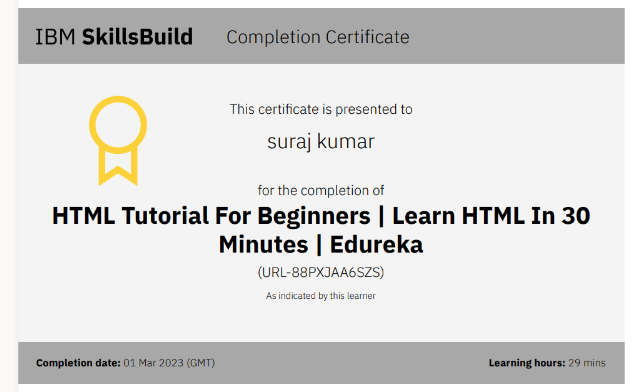 IBM SkillsBuild Completion Certificate
This certificate is presented to
suraj kumar
for the completion of
HTML Tutorial For Beginners | Learn HTML In 30
Minutes | Edureka
(URL-88PXJAA6SZS)
As indicated by this learner
Completion date: 01 Mar 2023 (GMT) Learning hours: 29 mins